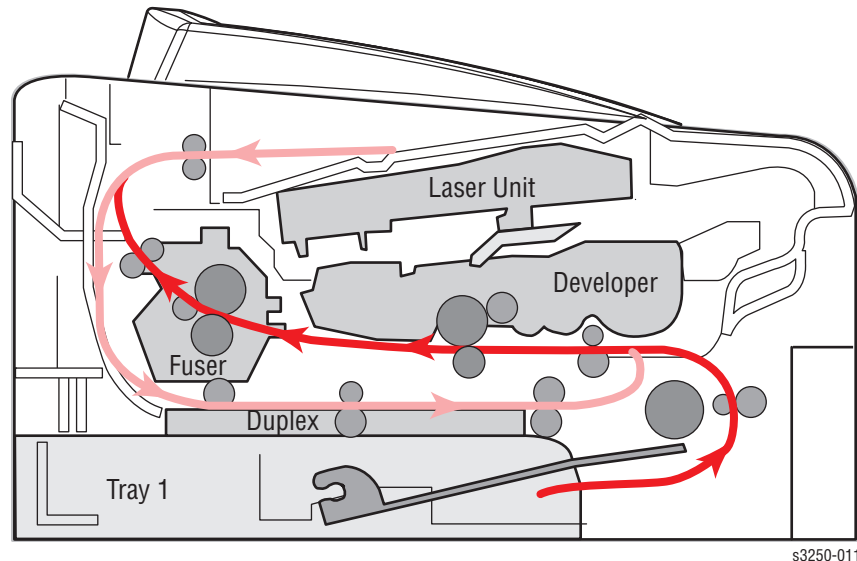 Laser Unit
Developer
Fuser
Duplex
Tray 1
s3250-011